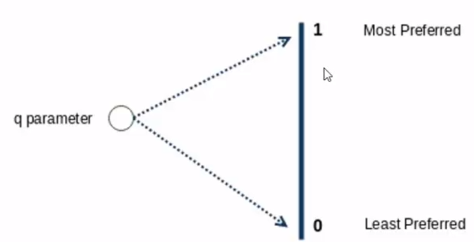 1 Most Preferred
q parameter
0 Least Preferred